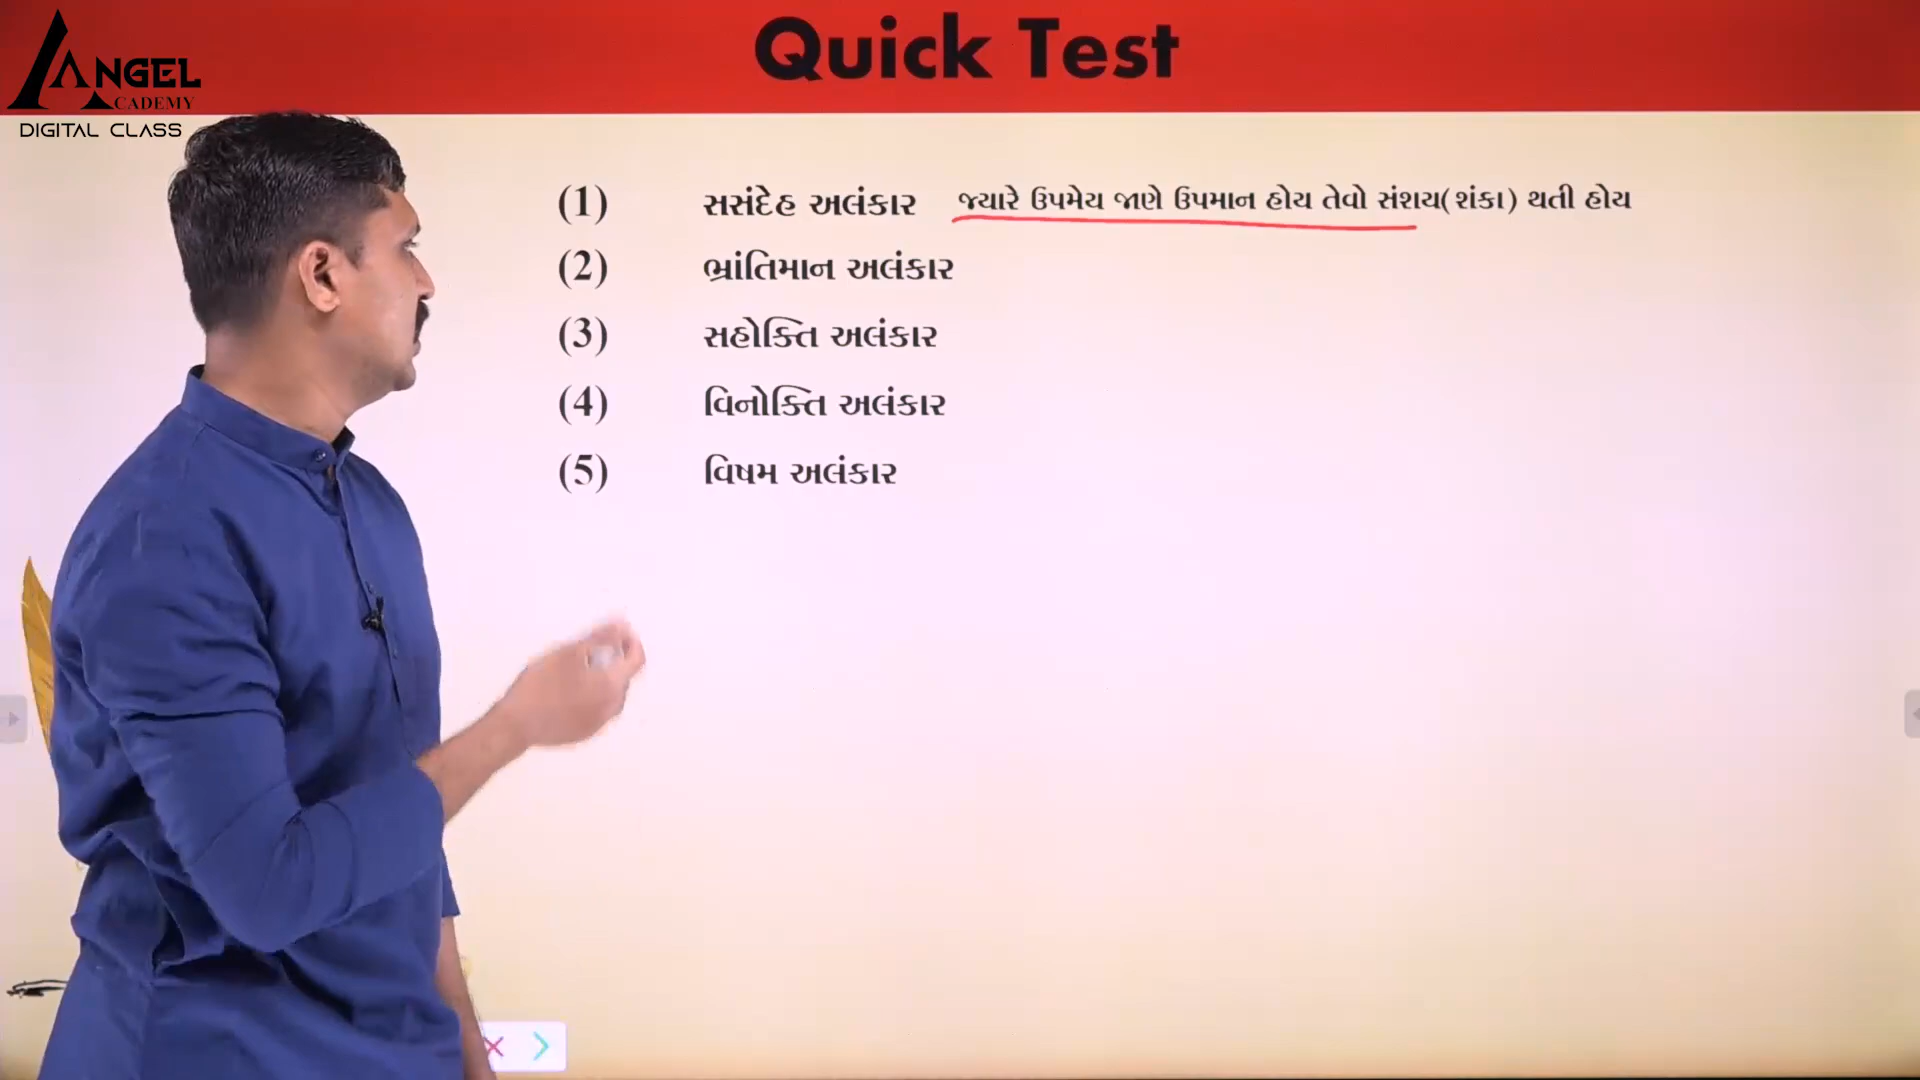 Quick Test
ANGEL
ACADEMY
DIGITAL CLASS
(1) સસંદેહ અલંકાર જ્યારે ઉપમેય જાણે ઉપમાન હોય તેવો સંશય(શંકા) થતી હોય
(2) ભ્રાંતિમાન અલંકાર
(3) સહોક્તિ અલંકાર
(4) વિનોક્તિ અલંકાર
(5) વિષમ અલંકાર